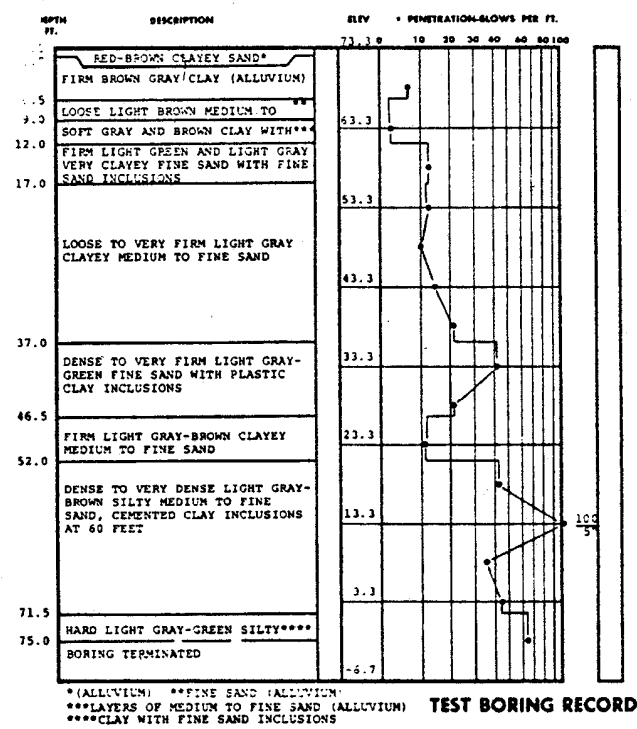 DEPTH FT. DESCRIPTION ELEV • PENETRATION-BLOWS PER FT.
73.3 0 10 20 30 40 60 80 100
RED-BROWN CLAYEY SAND*
FIRM BROWN GRAY CLAY (ALLUVIUM)
LOOSE LIGHT BROWN MEDIUM TO **
9.0 63.3
SOFT GRAY AND BROWN CLAY WITH***
12.0
FIRM LIGHT GREEN AND LIGHT GRAY
VERY CLAYEY FINE SAND WITH FINE
SAND INCLUSIONS
17.0
53.3
LOOSE TO VERY FIRM LIGHT GRAY
CLAYEY MEDIUM TO FINE SAND
43.3
37.0
DENSE TO VERY FIRM LIGHT GRAY-
GREEN FINE SAND WITH PLASTIC
CLAY INCLUSIONS
33.3
46.5
FIRM LIGHT GRAY-BROWN CLAYEY
MEDIUM TO FINE SAND
23.3
52.0
DENSE TO VERY DENSE LIGHT GRAY-
BROWN SILTY MEDIUM TO FINE
SAND, CEMENTED CLAY INCLUSIONS
AT 60 FEET
13.3 100
5"
3.3
71.5
HARD LIGHT GRAY-GREEN SILTY****
75.0
BORING TERMINATED
-6.7
*(ALLUVIUM) **FINE SAND (ALLUVIUM)
***LAYERS OF MEDIUM TO FINE SAND (ALLUVIUM)
****CLAY WITH FINE SAND INCLUSIONS
TEST BORING RECORD